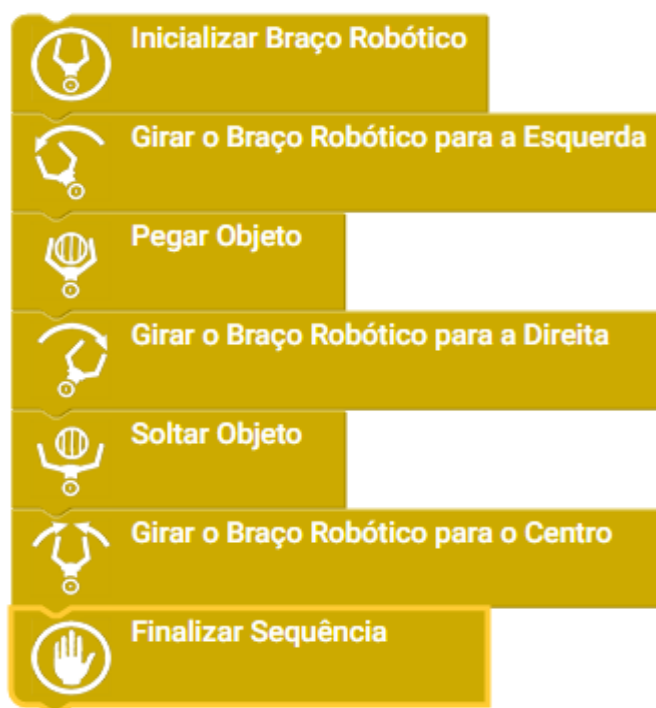 Inicializar Braço Robótico
Girar o Braço Robótico para a Esquerda
Pegar Objeto
Girar o Braço Robótico para a Direita
Soltar Objeto
Girar o Braço Robótico para o Centro
Finalizar Sequência